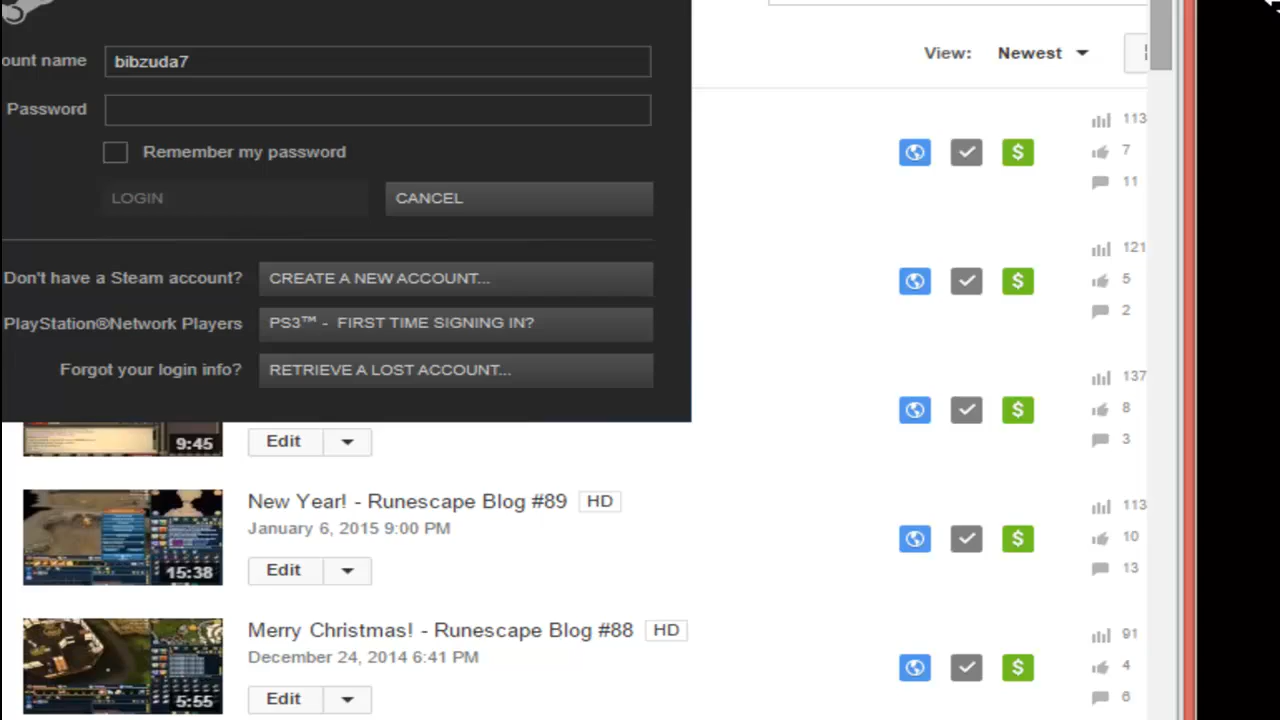 View: Newest
ount name bibzuda7
Password
Remember my password
LOGIN CANCEL
Don't have a Steam account? CREATE A NEW ACCOUNT...
PlayStation®Network Players PS3™ - FIRST TIME SIGNING IN?
Forgot your login info? RETRIEVE A LOST ACCOUNT...
113
7
11
121
5
2
137
8
3
9:45
Edit
New Year! - Runescape Blog #89 HD
January 6, 2015 9:00 PM
15:38
Edit
113
10
13
Merry Christmas! - Runescape Blog #88 HD
December 24, 2014 6:41 PM
5:55
Edit
91
4
6